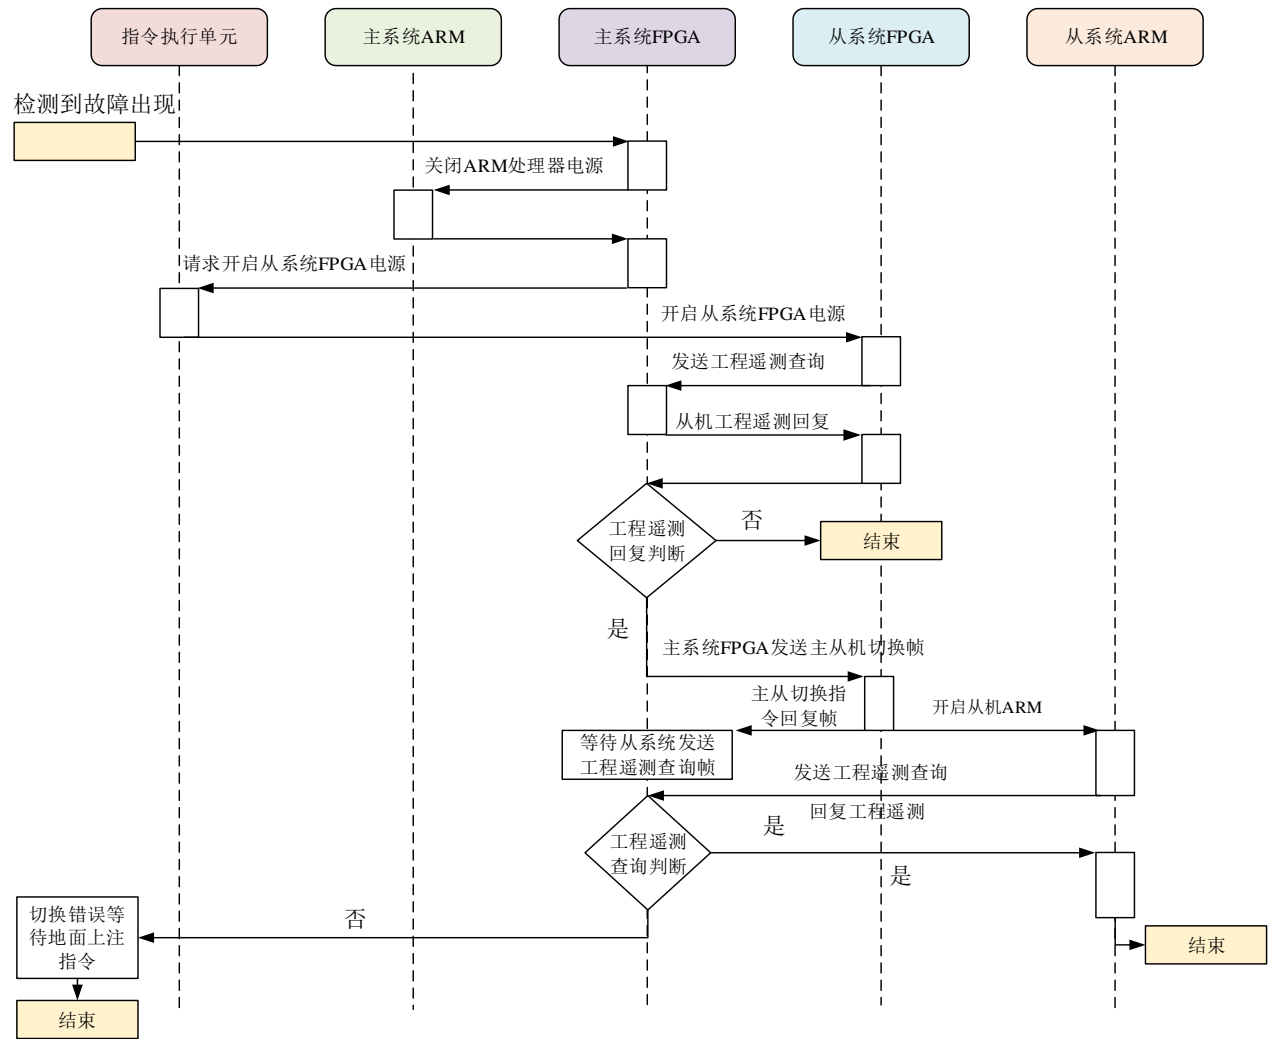 指令执行单元
主系统ARM
主系统FPGA
从系统FPGA
从系统ARM
检测到故障出现
关闭ARM处理器电源
请求开启从系统FPGA电源
开启从系统FPGA电源
发送工程遥测查询
从机工程遥测回复
工程遥测
回复判断
否
结束
是
主系统FPGA发送主从机切换帧
主从切换指
令回复帧
开启从机ARM
等待从系统发送
工程遥测查询帧
发送工程遥测查询
回复工程遥测
是
工程遥测
查询判断
是
否
切换错误等
待地面上注
指令
结束
结束